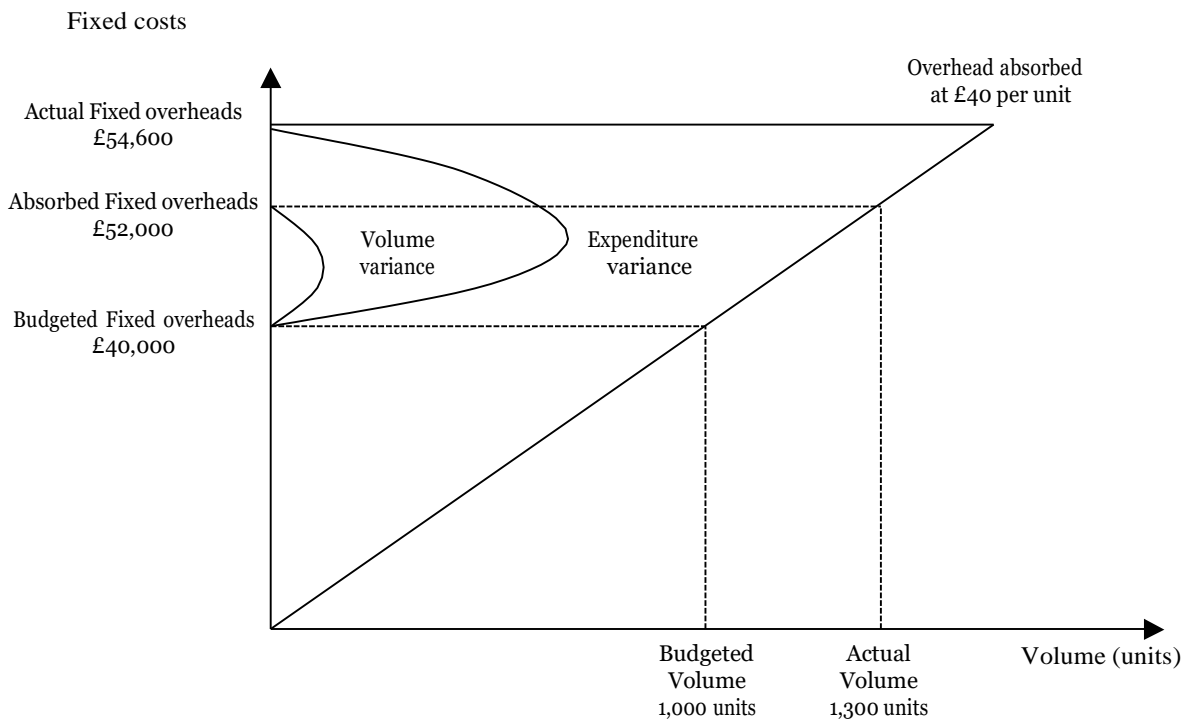 Fixed costs
Overhead absorbed
at £40 per unit
Actual Fixed overheads
£54,600
Absorbed Fixed overheads
£52,000
Volume
variance
Expenditure
variance
Budgeted Fixed overheads
£40,000
Budgeted
Volume
1,000 units
Actual
Volume
1,300 units
Volume (units)